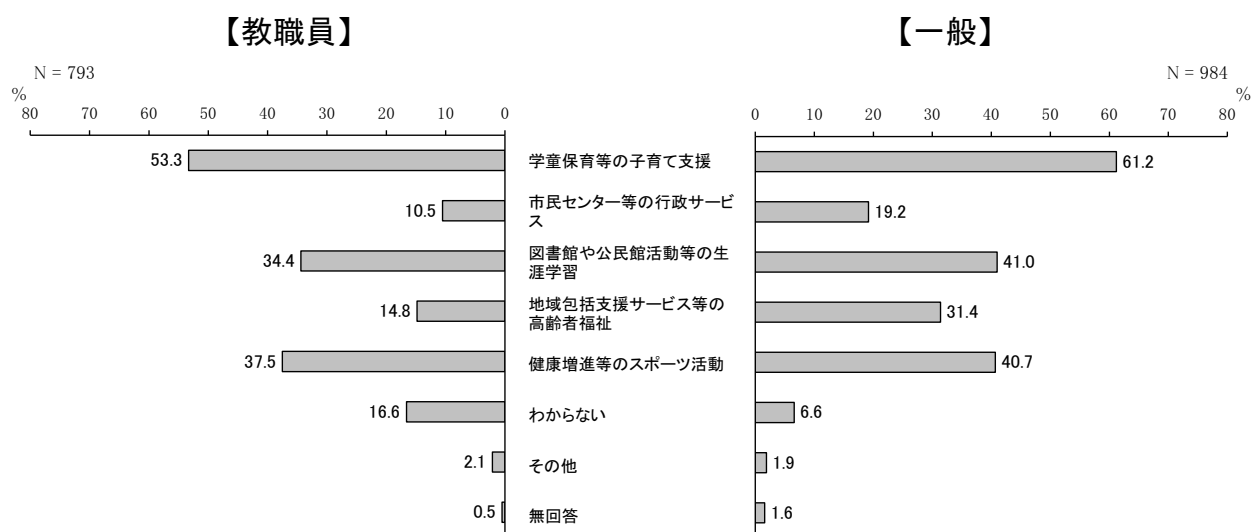 【教職員】 【一般】
N = 793 N = 984
% %
80 70 60 50 40 30 20 10 0 0 10 20 30 40 50 60 70 80
53.3 学童保育等の子育て支援 61.2
10.5 市民センター等の行政サービ
ス 19.2
34.4 図書館や公民館活動等の生
涯学習 41.0
14.8 地域包括支援サービス等の
高齢者福祉 31.4
37.5 健康増進等のスポーツ活動 40.7
16.6 わからない 6.6
2.1 その他 1.9
0.5 無回答 1.6